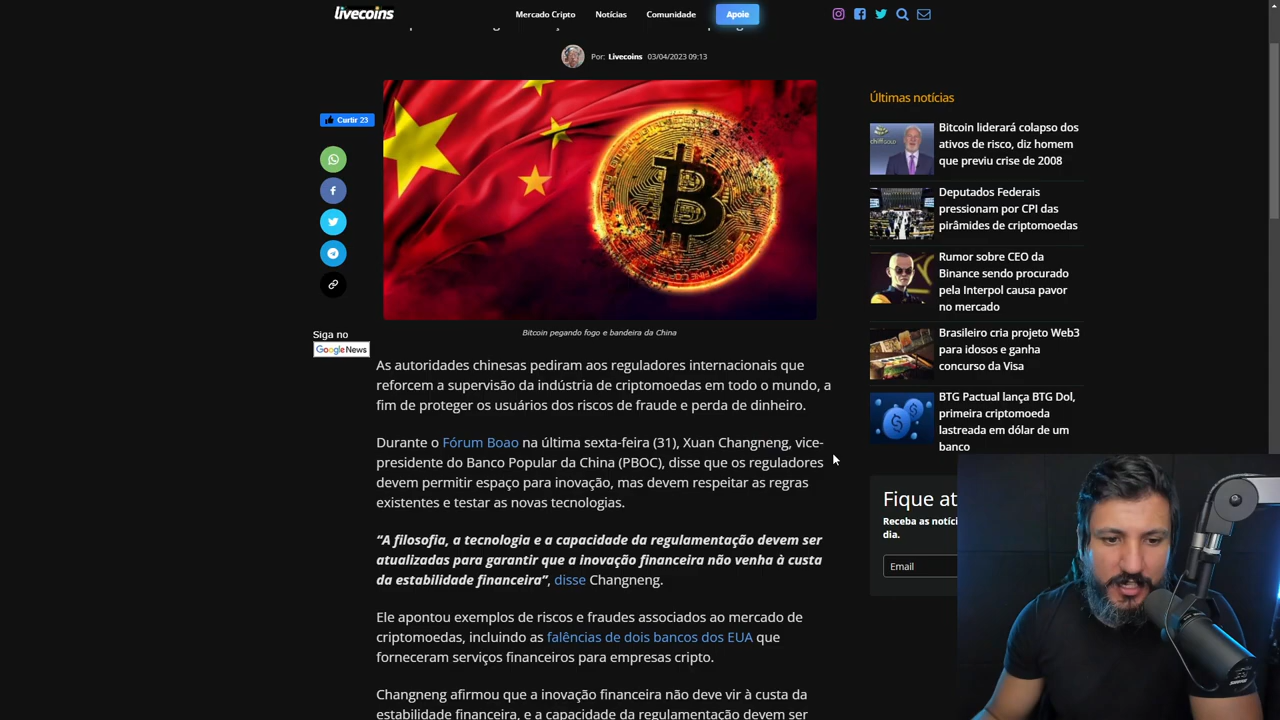 livecoins
Mercado Cripto
Notícias
Comunidade
Apoie
Por: Livecoins 03/04/2023 09:13
Curtir 23
Siga no
Google News
Bitcoin pegando fogo e bandeira da China
As autoridades chinesas pediram aos reguladores internacionais que
reforcem a supervisão da indústria de criptomoedas em todo o mundo, a
fim de proteger os usuários dos riscos de fraude e perda de dinheiro.
Durante o Fórum Boao na última sexta-feira (31), Xuan Changneng, vice-
presidente do Banco Popular da China (PBOC), disse que os reguladores
devem permitir espaço para inovação, mas devem respeitar as regras
existentes e testar as novas tecnologias.
“A filosofia, a tecnologia e a capacidade da regulamentação devem ser
atualizadas para garantir que a inovação financeira não venha à custa
da estabilidade financeira”, disse Changneng.
Ele apontou exemplos de riscos e fraudes associados ao mercado de
criptomoedas, incluindo as falências de dois bancos dos EUA que
forneceram serviços financeiros para empresas cripto.
Changneng afirmou que a inovação financeira não deve vir à custa da
estabilidade financeira, e a capacidade da regulamentação devem ser
Últimas notícias
Bitcoin liderará colapso dos
ativos de risco, diz homem
que previu crise de 2008
Deputados Federais
pressionam por CPI das
pirâmides de criptomoedas
Rumor sobre CEO da
Binance sendo procurado
pela Interpol causa pavor
no mercado
Brasileiro cria projeto Web3
para idosos e ganha
concurso da Visa
BTG Pactual lança BTG Dol,
primeira criptomoeda
lastreada em dólar de um
banco
Fique at
Receba as notíci
dia.
Email